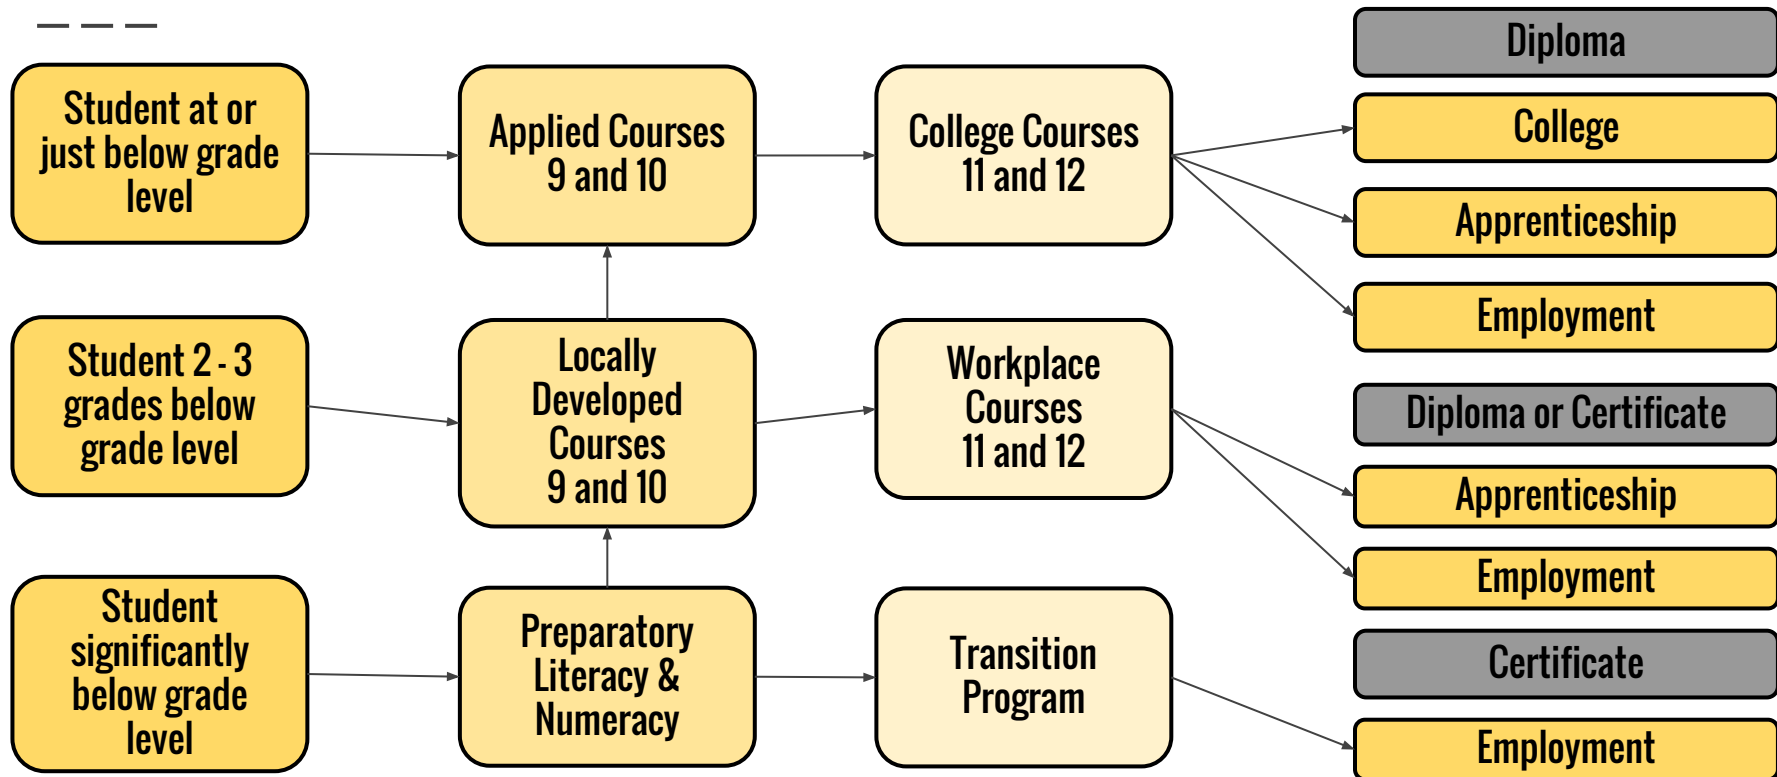 Student at or
just below grade
level
Applied Courses
9 and 10
College Courses
11 and 12
Diploma
College
Apprenticeship
Employment
Student 2 - 3
grades below
grade level
Locally
Developed
Courses
9 and 10
Workplace
Courses
11 and 12
Diploma or Certificate
Apprenticeship
Employment
Student
significantly
below grade
level
Preparatory
Literacy &
Numeracy
Transition
Program
Certificate
Employment